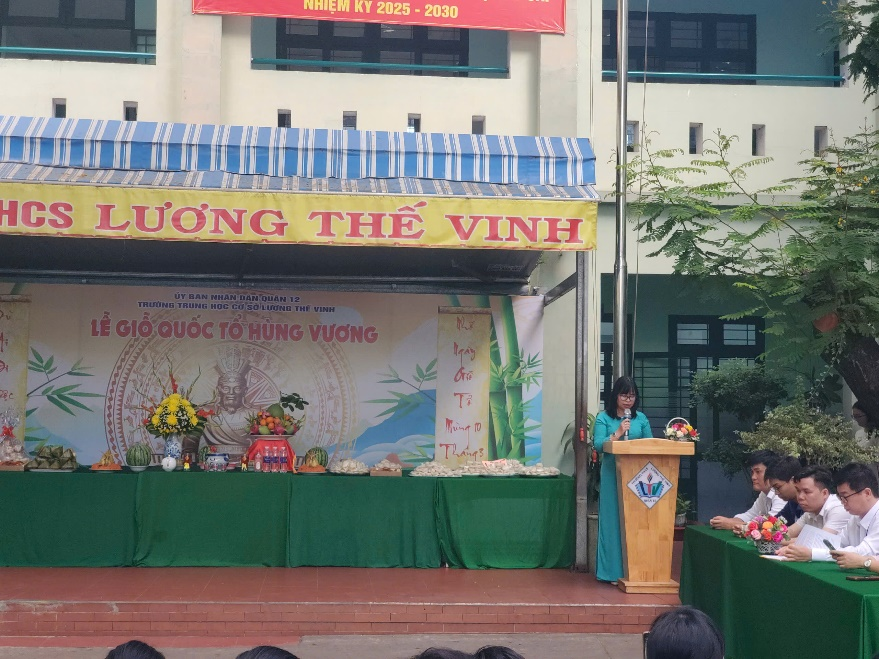 NHIỆM KỲ 2025 - 2030
HCS LƯƠNG THẾ VINH
ỦY BAN NHÂN DÂN QUẬN 12
TRƯỜNG TRUNG HỌC CƠ SỞ LƯƠNG THẾ VINH
LỄ GIỖ QUỐC TỔ HÙNG VƯƠNG
Nhớ
Ngày
Giỗ
Tổ
Mùng 10
Tháng 3